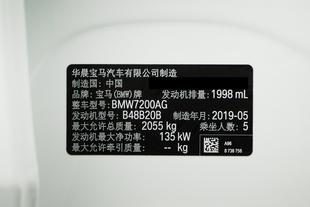 华晨宝马汽车有限公司制造
制造国: 中国
品牌: 宝马(BMW)牌 发动机排量: 1998 mL
整车型号: BMW7200AG
发动机型号: B48B20B 制造年月: 2019-05
最大允许总质量: 2055 kg 乘坐人数: 5
发动机最大净功率: 135 kW
最大允许牵引质量: -- kg
A96
8 738 756